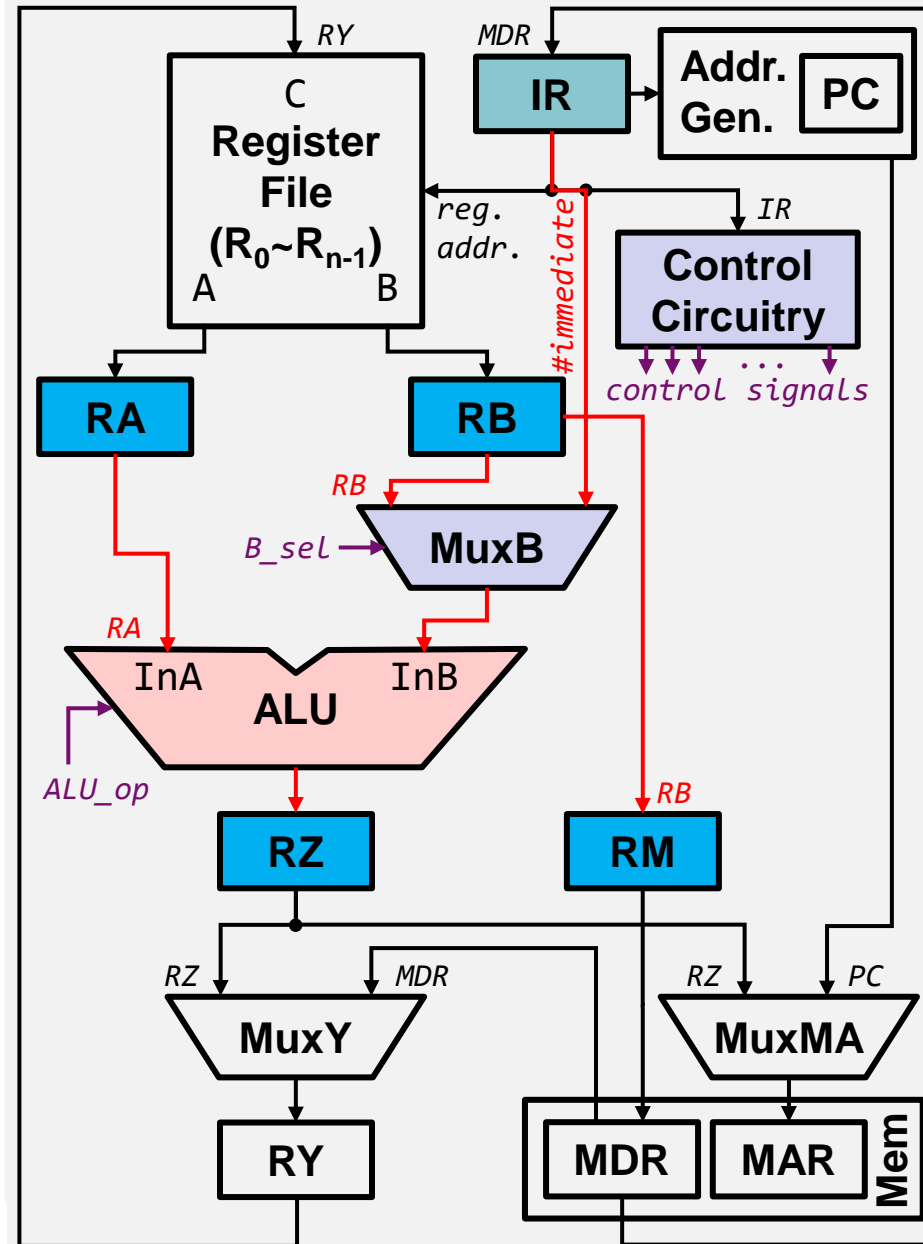 RY
MDR
C
Register
File
(R0~Rn-1)
A
B
IR
Addr.
Gen.
PC
reg.
addr.
#immediate
IR
Control
Circuitry
...
control signals
RA
RB
RB
B_sel
MuxB
RA
InA
InB
ALU
ALU_op
RB
RZ
RM
RZ
MDR
RZ
PC
MuxY
MuxMA
RY
MDR
MAR
Mem